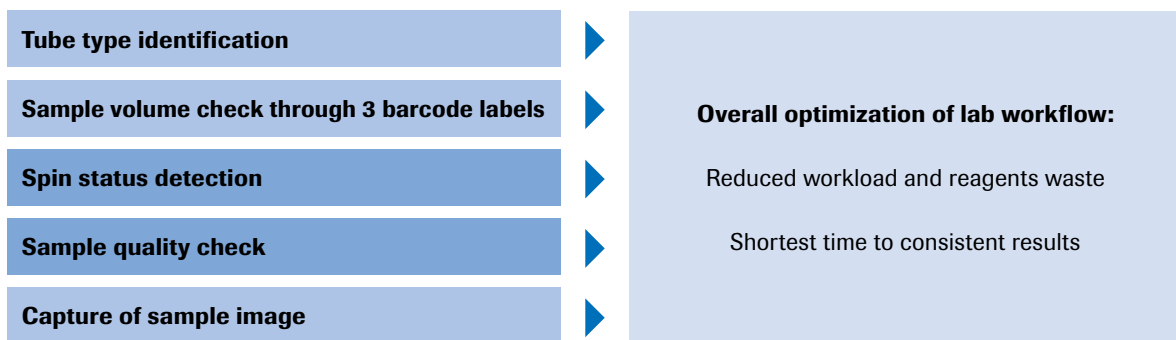 Tube type identification
Sample volume check through 3 barcode labels
Spin status detection
Sample quality check
Capture of sample image
Overall optimization of lab workflow:
Reduced workload and reagents waste
Shortest time to consistent results